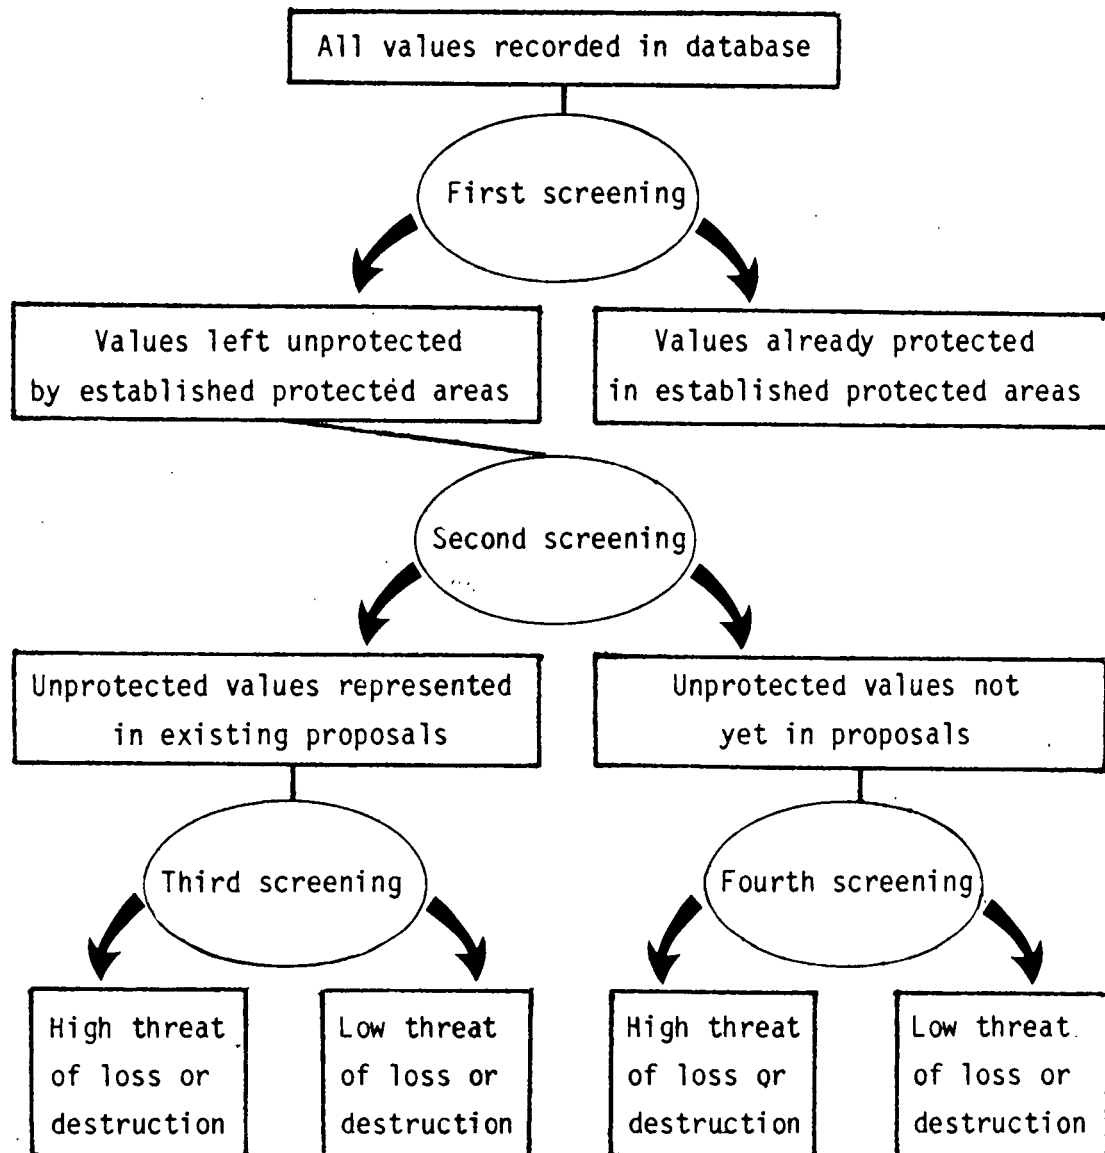 All values recorded in database
First screening
Values left unprotected
by established protected areas
Values already protected
in established protected areas
Second screening
Unprotected values represented
in existing proposals
Unprotected values not
yet in proposals
Third screening
Fourth screening
High threat
of loss or
destruction
Low threat
of loss or
destruction
High threat
of loss or
destruction
Low threat
of loss or
destruction